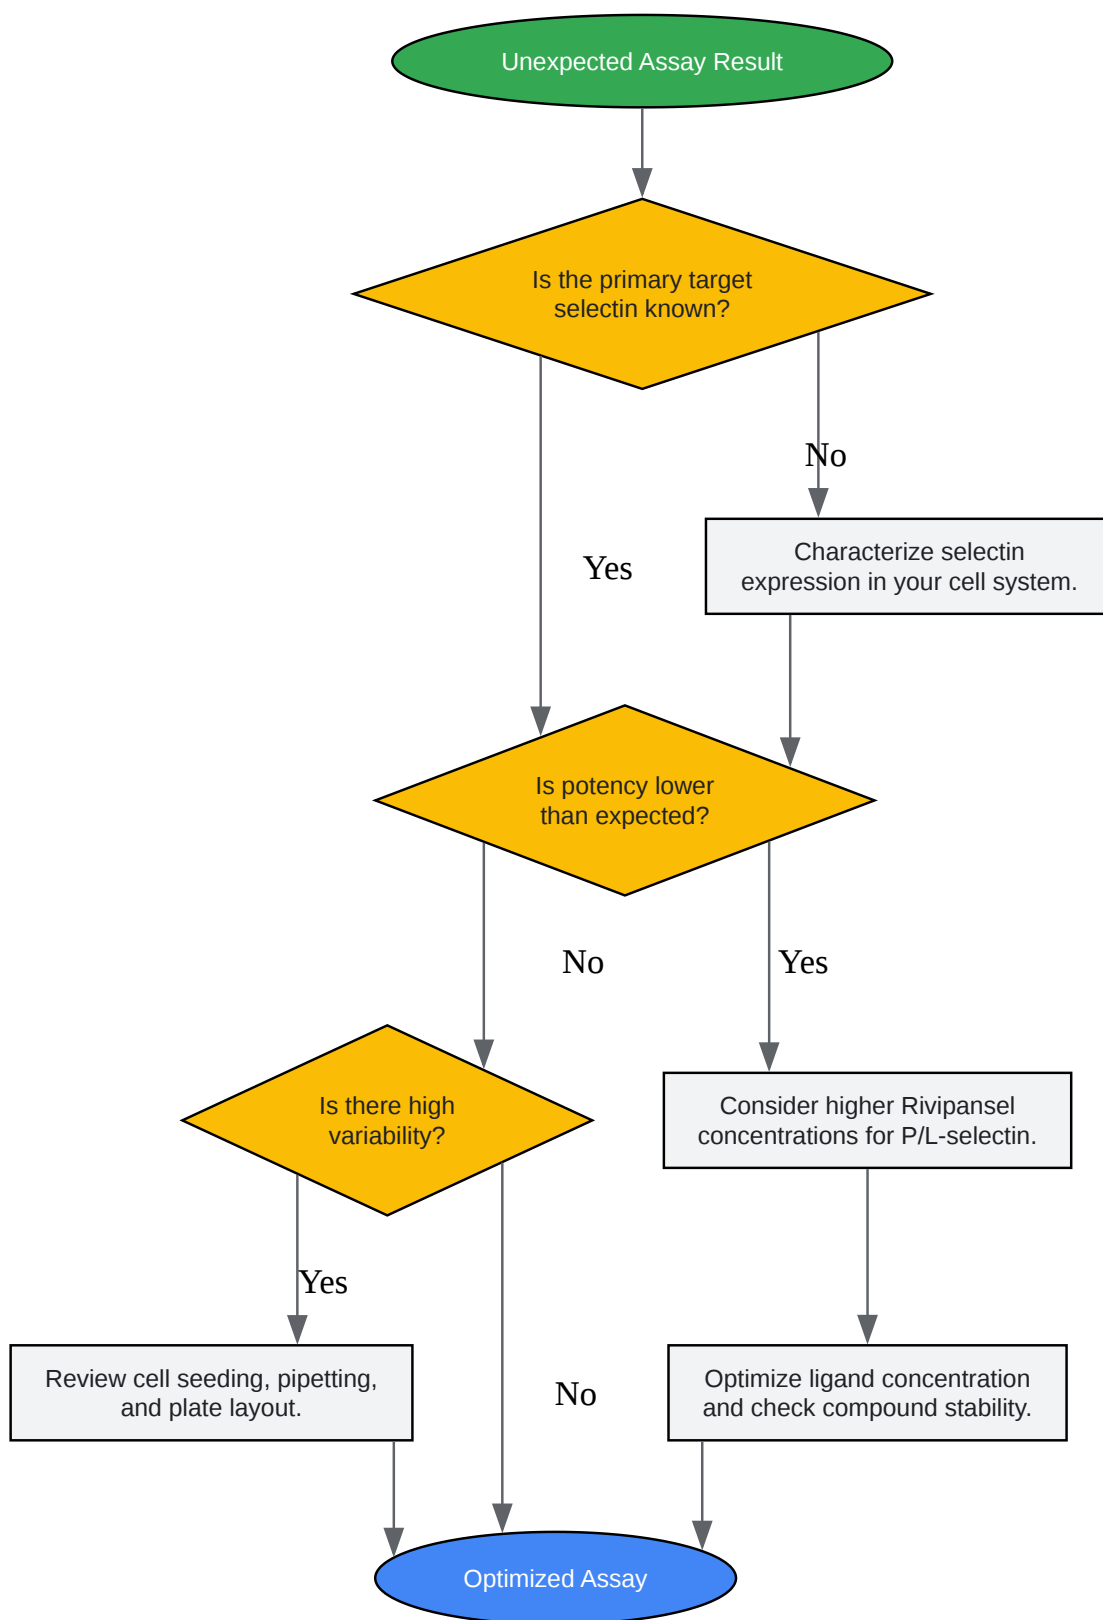 Unexpected Assay Result
Is the primary target
selectin known?
No
Characterize selectin
expression in your cell system.
Yes
Is potency lower
than expected?
No
Yes
Is there high
variability?
Consider higher Rivipansel
concentrations for P/L-selectin.
Yes
Review cell seeding, pipetting,
and plate layout.
No
Optimize ligand concentration
and check compound stability.
Optimized Assay